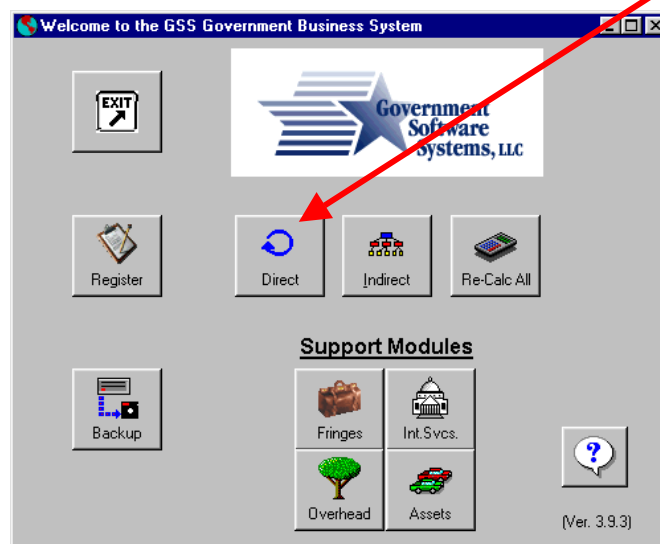 Welcome to the GSS Government Business System
EXIT
Government
Software
Systems, LLC
Register
Direct
Indirect
Re-Calc All
Support Modules
Backup
Fringes
Int.Svcs.
Overhead
Assets
?
(Ver. 3.9.3)